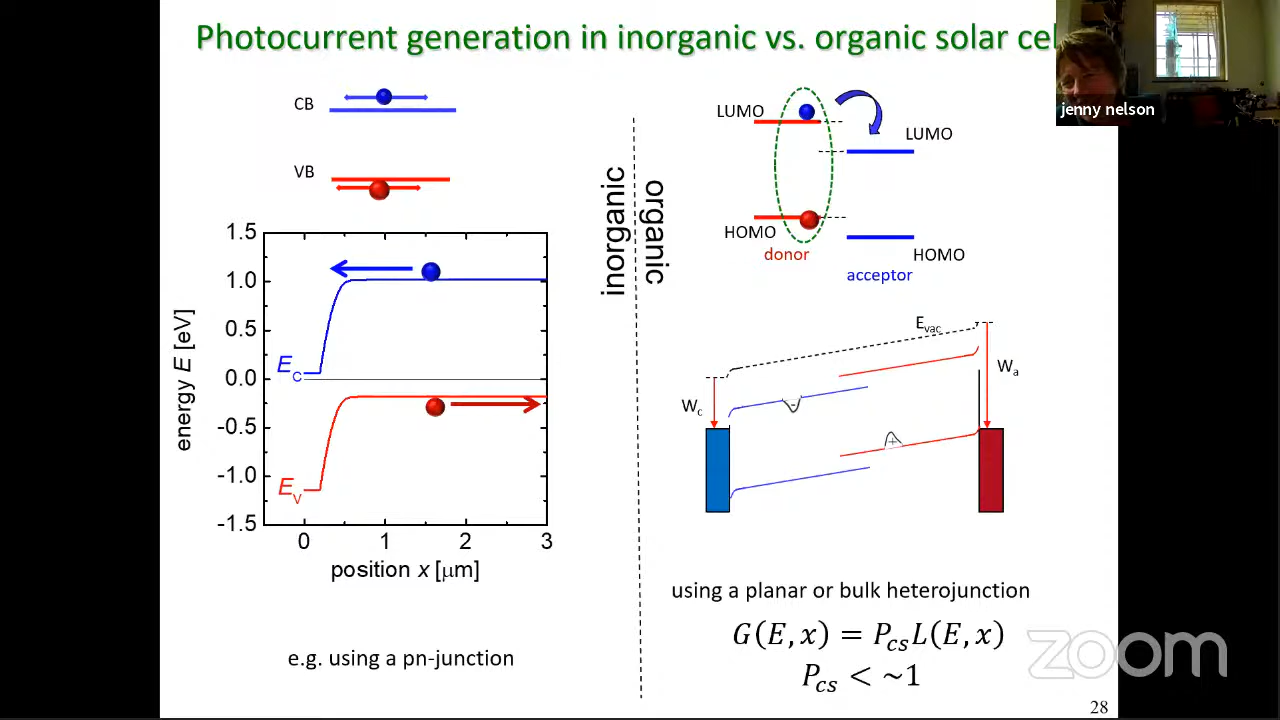 Photocurrent generation in inorganic vs. organic solar cel
jenny nelson
CB
VB
inorganic
organic
LUMO
LUMO
HOMO
HOMO
donor
acceptor
1.5
1.0
0.5
0.0
-0.5
-1.0
-1.5
energy E [eV]
E_C
E_V
0 1 2 3
position x [μm]
E_vac
W_c
W_a
-
+
using a planar or bulk heterojunction
G(E, x) = P_cs L(E, x)
P_cs < ~1
e.g. using a pn-junction
zoom
28